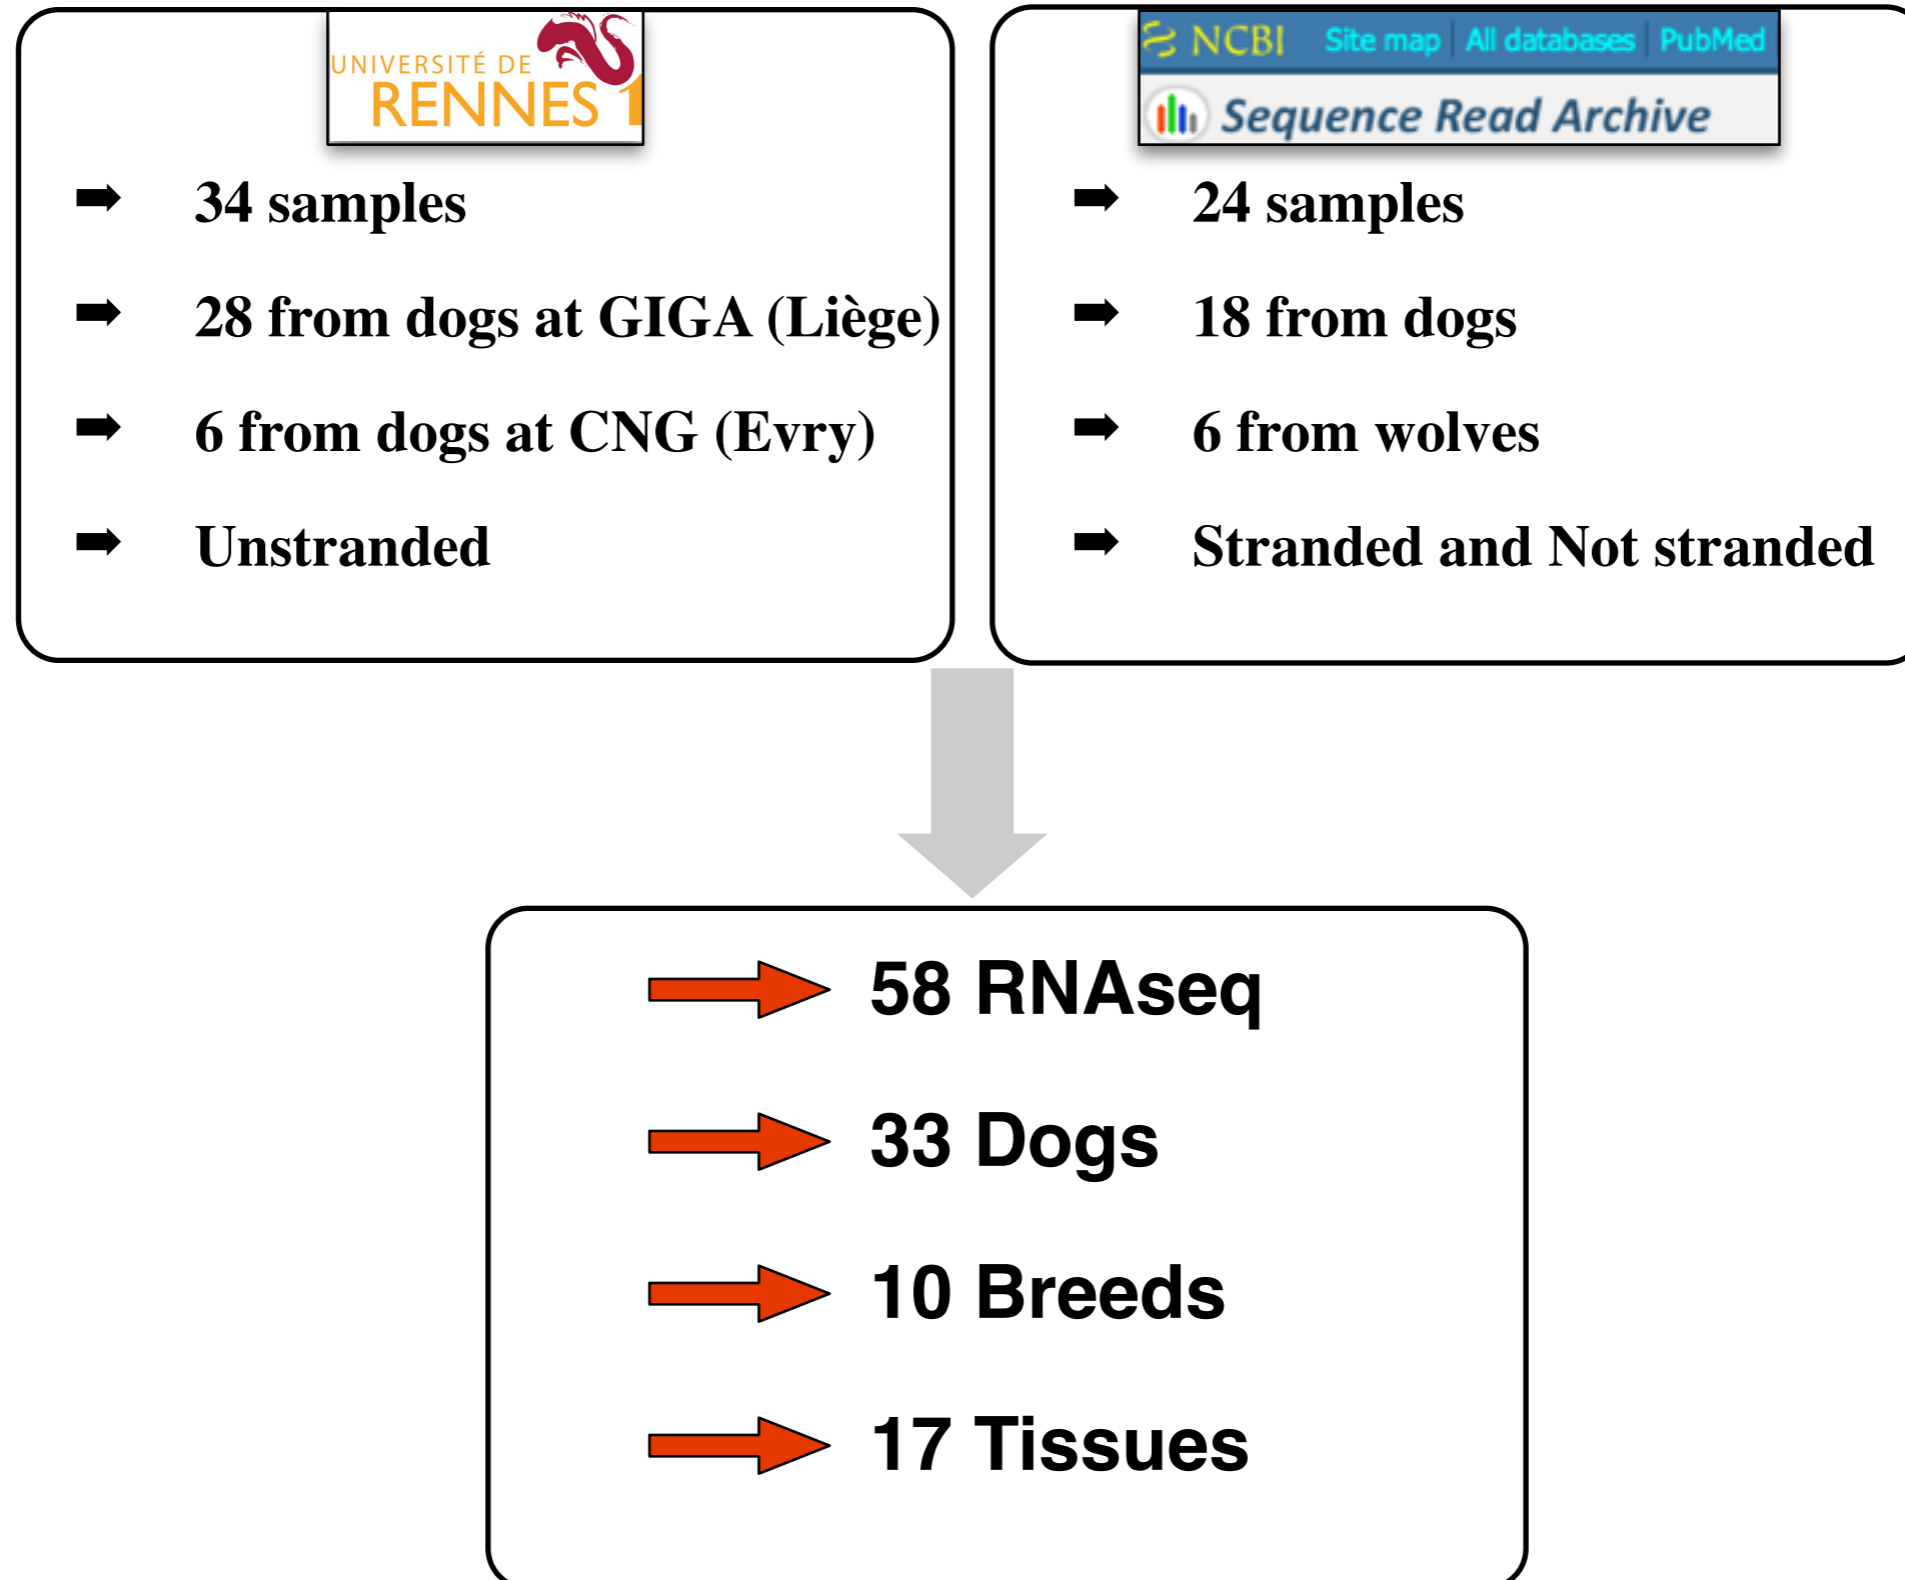 UNIVERSITÉ DE
RENNES 1
34 samples
28 from dogs at GIGA (Liège)
6 from dogs at CNG (Evry)
Unstranded
NCBI Site map All databases PubMed
Sequence Read Archive
24 samples
18 from dogs
6 from wolves
Stranded and Not stranded
58 RNAseq
33 Dogs
10 Breeds
17 Tissues